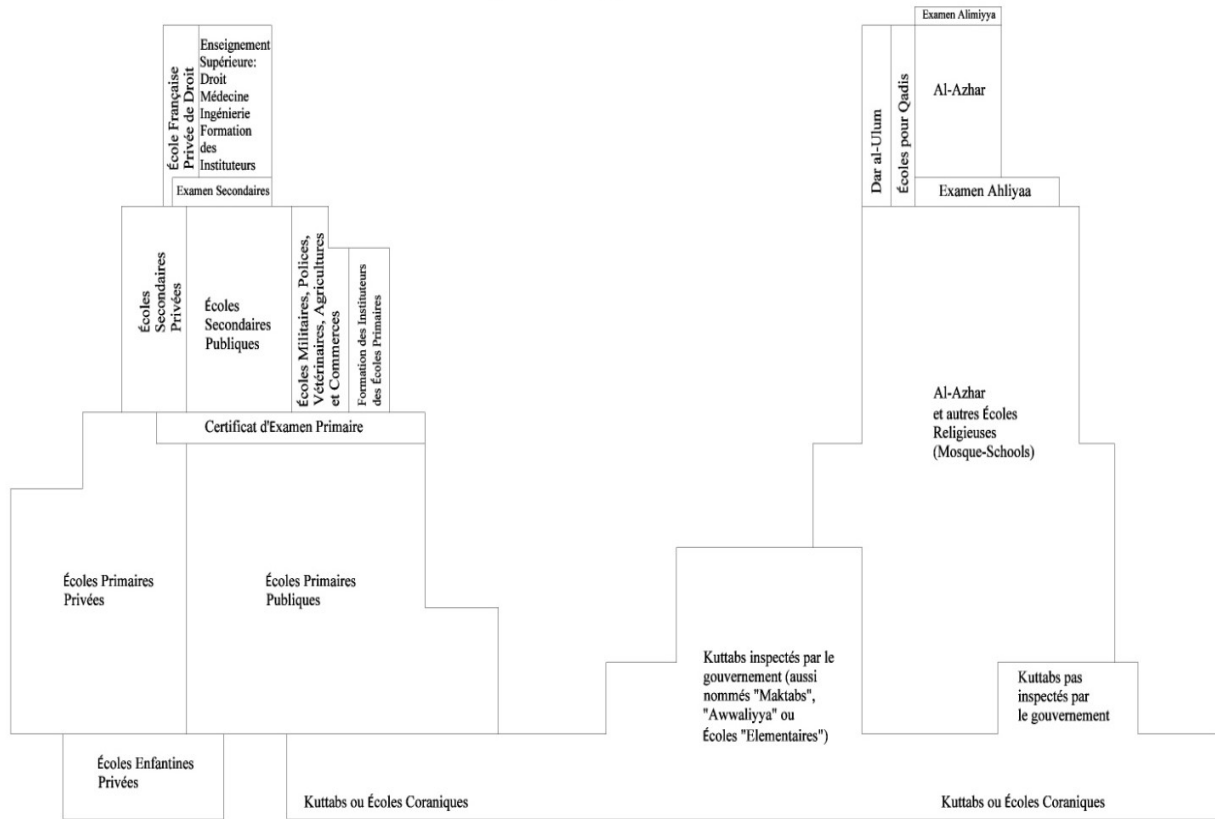 École Française
Privée de Droit
Enseignement
Supérieure:
Droit
Médecine
Ingénierie
Formation
des
Instituteurs
Examen Secondaires
Écoles
Secondaires
Privées
Écoles
Secondaires
Publiques
Écoles Militaires, Polices,
Vétérinaires, Agricultures
et Commerces
Formation des Instituteurs
des Écoles Primaires
Certificat d'Examen Primaire
Écoles Primaires
Privées
Écoles Primaires
Publiques
Écoles Enfantines
Privées
Kuttabs ou Écoles Coraniques
Examen Alimiyya
Dar al-Ulum
Écoles pour Qadis
Al-Azhar
Examen Ahliyaa
Al-Azhar
et autres Écoles
Religieuses
(Mosque-Schools)
Kuttabs inspectés par le
gouvernement (aussi
nommés "Maktabs",
"Awwaliyya" ou
Écoles "Elementaires")
Kuttabs pas
inspectés par
le gouvernement
Kuttabs ou Écoles Coraniques